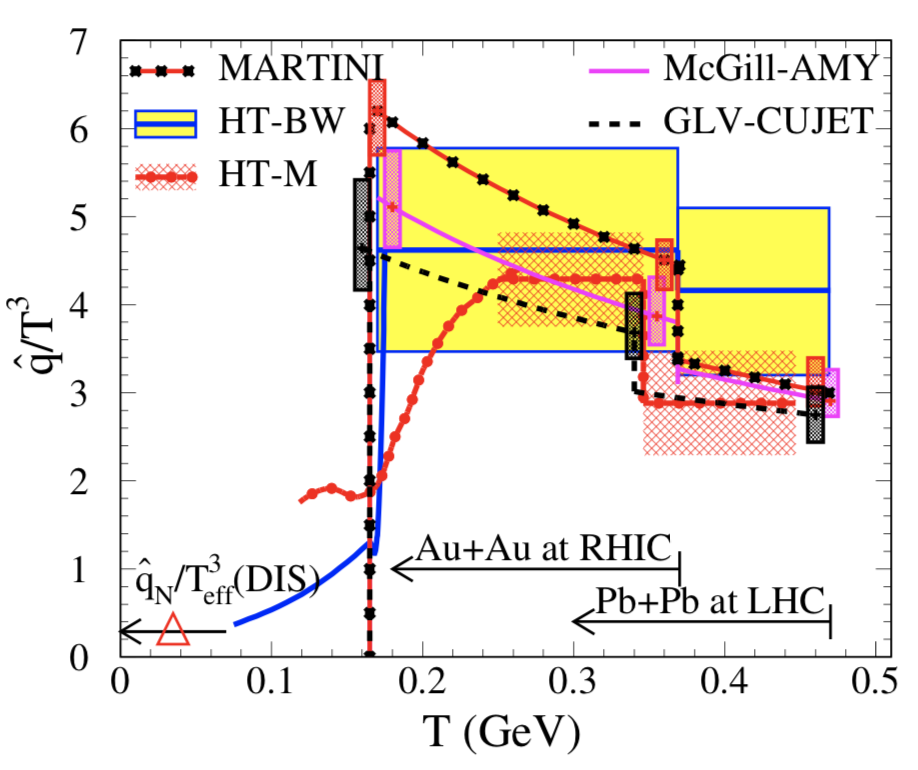 MARTINI
HT-BW
HT-M
McGill-AMY
GLV-CUJET
7
6
5
4
3
2
1
0
q̂/T³
Au+Au at RHIC
q̂_N/T³_eff(DIS)
Pb+Pb at LHC
0 0.1 0.2 0.3 0.4 0.5
T (GeV)